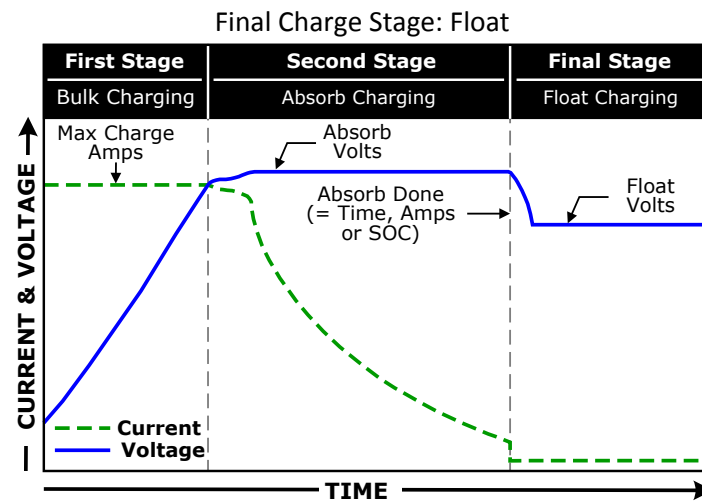 Final Charge Stage: Float
First Stage
Second Stage
Final Stage
Bulk Charging
Absorb Charging
Float Charging
Max Charge
Amps
Absorb
Volts
Absorb Done
(= Time, Amps
or SOC)
Float
Volts
CURRENT & VOLTAGE
Current
Voltage
TIME